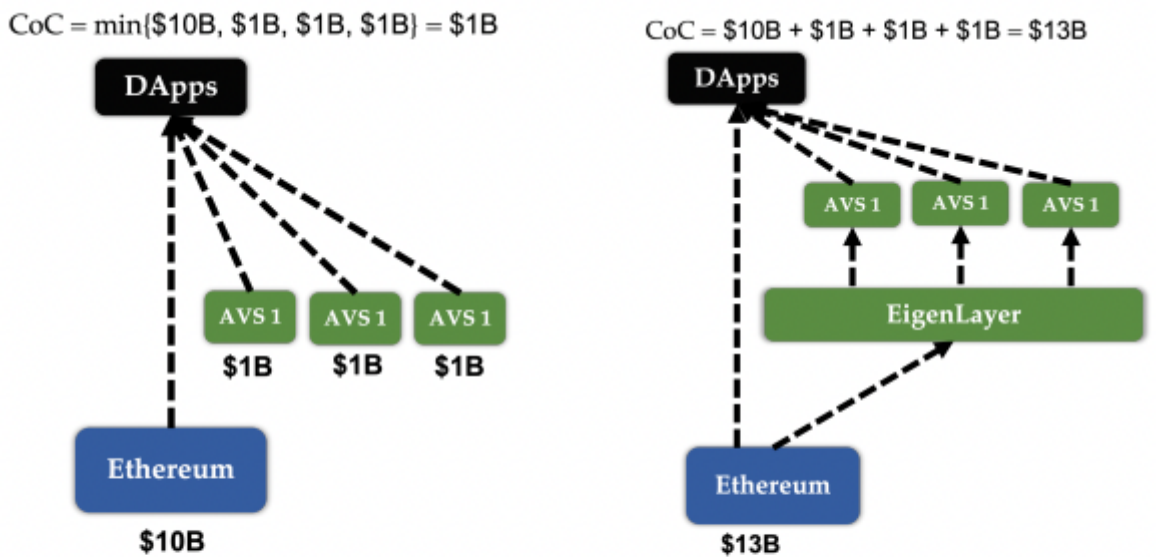 CoC = min{$10B, $1B, $1B, $1B} = $1B
DApps
AVS 1
AVS 1
AVS 1
$1B
$1B
$1B
Ethereum
$10B
CoC = $10B + $1B + $1B + $1B = $13B
DApps
AVS 1
AVS 1
AVS 1
EigenLayer
Ethereum
$13B